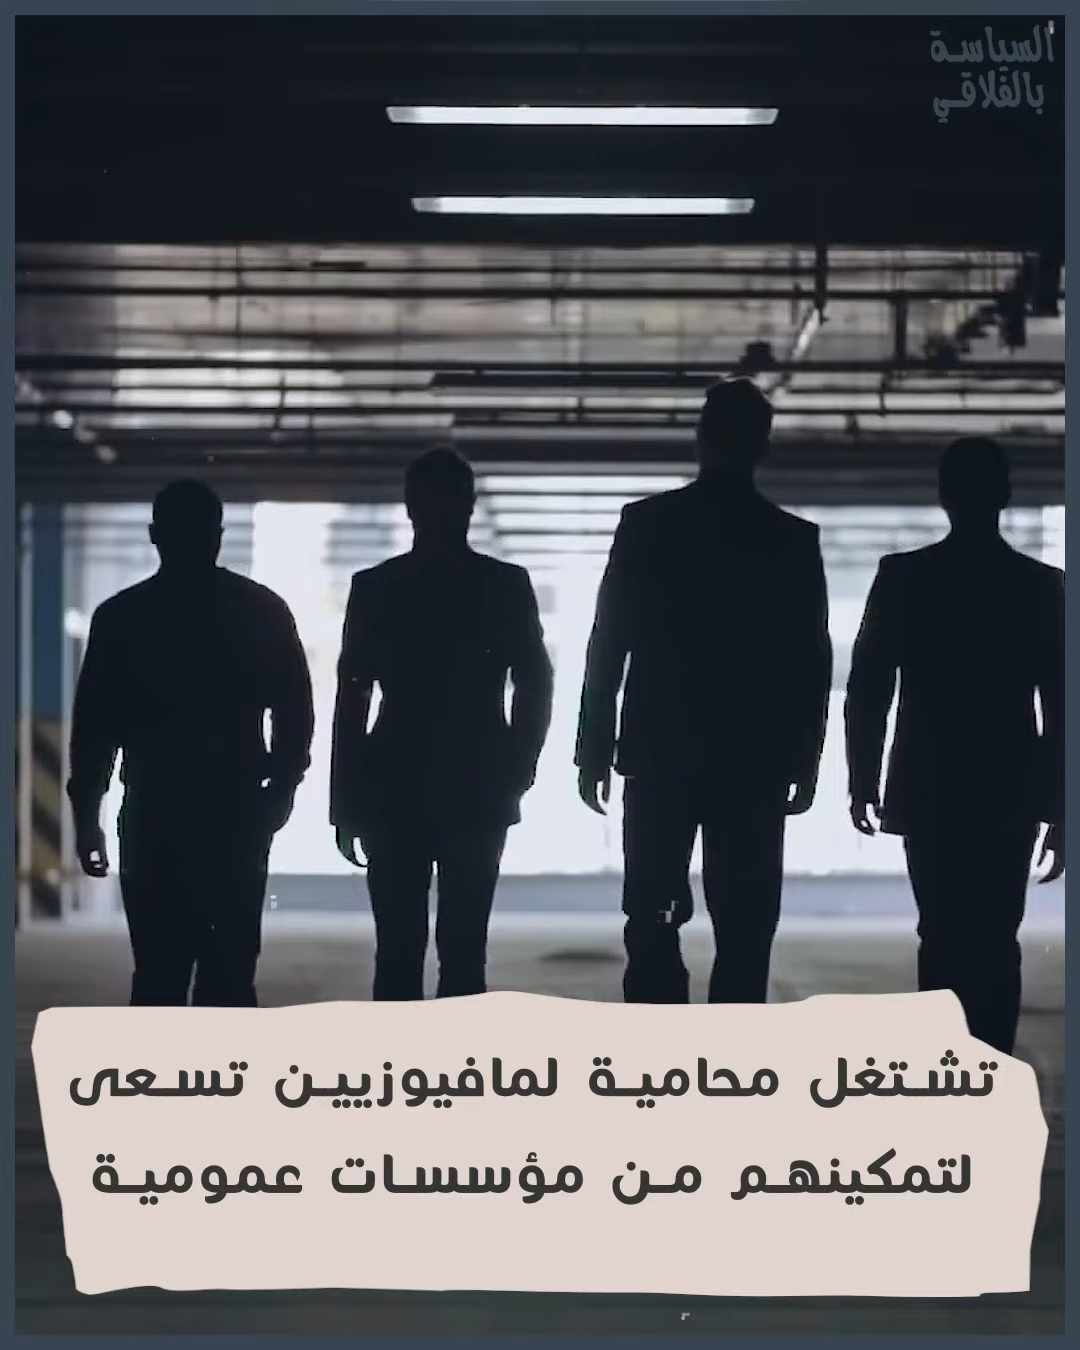 السياسة
بالفلاقي
تشتغل محامية لمافيوزيين تسعى
لتمكينهم من مؤسسات عمومية